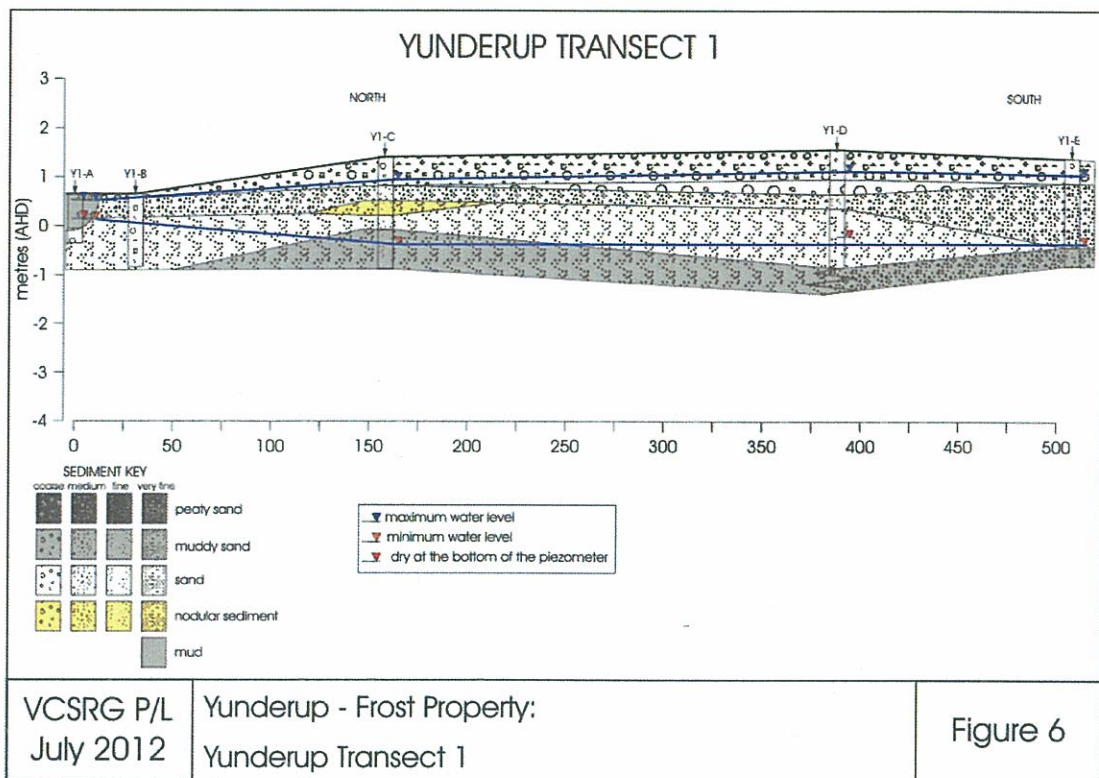 YUNDERUP TRANSECT 1
NORTH
SOUTH
Y1-A
Y1-B
Y1-C
Y1-D
Y1-E
metres (AHD)
3
2
1
0
-1
-2
-3
-4
0 50 100 150 200 250 300 350 400 450 500
SEDIMENT KEY
coarse medium fine very fine
peaty sand
muddy sand
sand
nodular sediment
mud
maximum water level
minimum water level
dry at the bottom of the piezometer
VCSRG P/L
July 2012
Yunderup - Frost Property:
Yunderup Transect 1
Figure 6